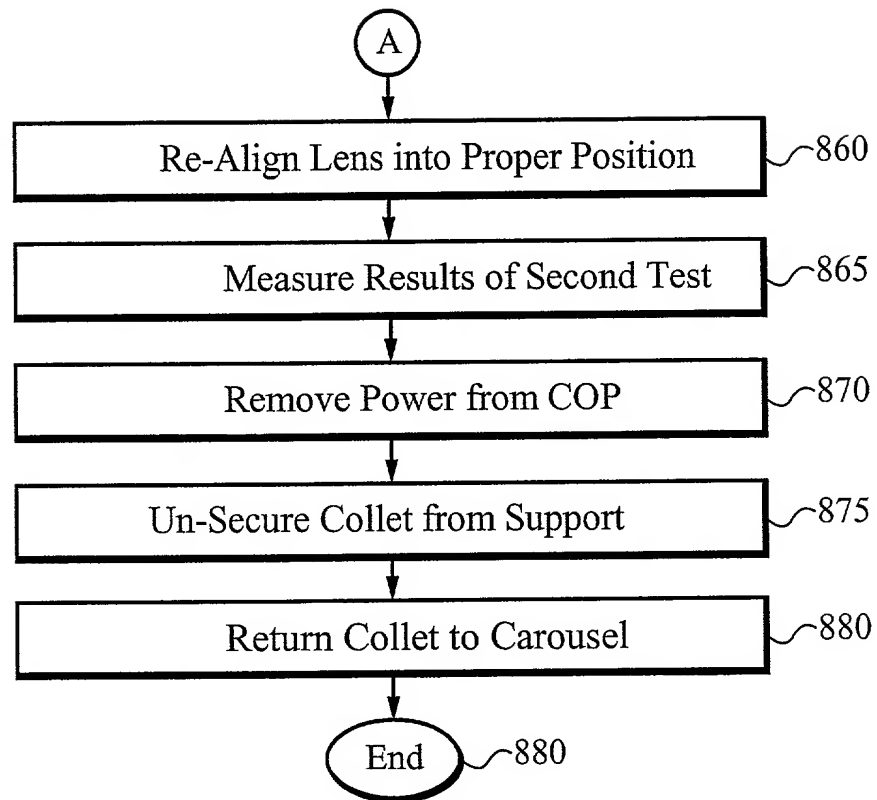 A
Re-Align Lens into Proper Position 860
Measure Results of Second Test 865
Remove Power from COP 870
Un-Secure Collet from Support 875
Return Collet to Carousel 880
End 880